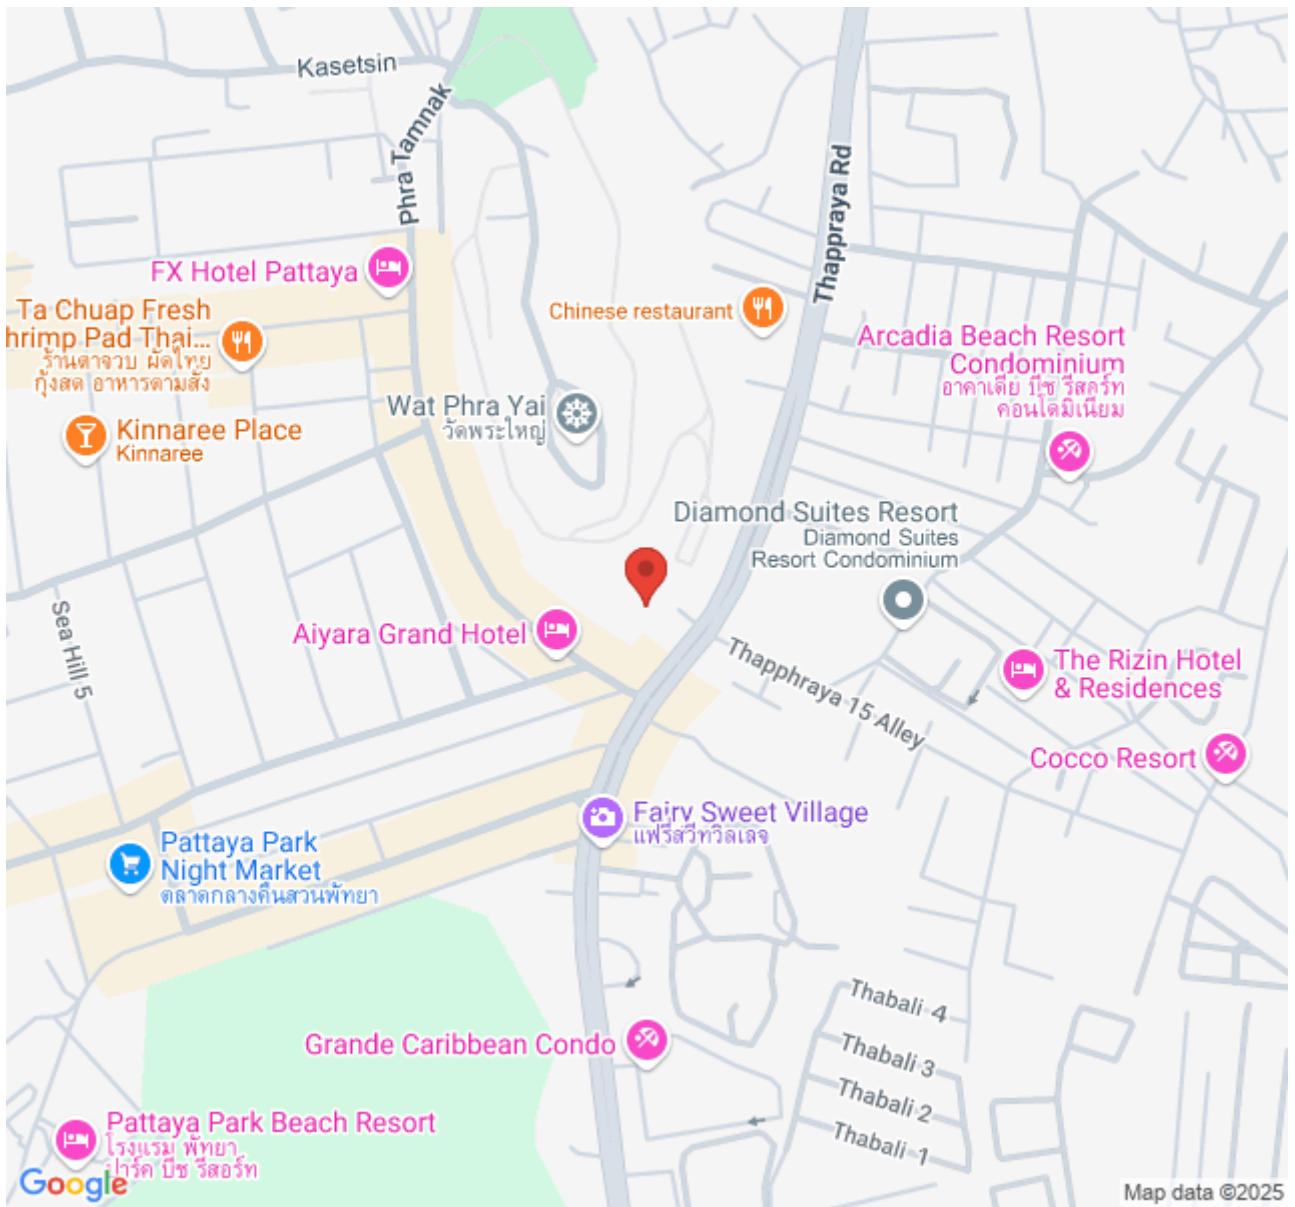 Kasetsin
Phra Tamnak
Thappraya Rd
FX Hotel Pattaya
Ta Chuap Fresh
hrimp Pad Thai...
ร้านตาจวบ ผัดไทย
กุ้งสด อาหารตามสั่ง
Chinese restaurant
Arcadia Beach Resort
Condominium
อาคาเดีย บีช รีสอร์ท
คอนโดมิเนียม
Wat Phra Yai
วัดพระใหญ่
Kinnaree Place
Kinnaree
Diamond Suites Resort
Diamond Suites
Resort Condominium
Sea Hill 5
Aiyara Grand Hotel
Thapphraya 15 Alley
The Rizin Hotel
& Residences
Cocco Resort
Fairy Sweet Village
แฟรี่สวีทวิลเลจ
Pattaya Park
Night Market
ตลาดกลางคืนสวนพัทยา
Thabali 4
Grande Caribbean Condo
Thabali 3
Thabali 2
Thabali 1
Pattaya Park Beach Resort
โรงแรม พัทยา
ปาร์ค บีช รีสอร์ท
Google
Map data ©2025